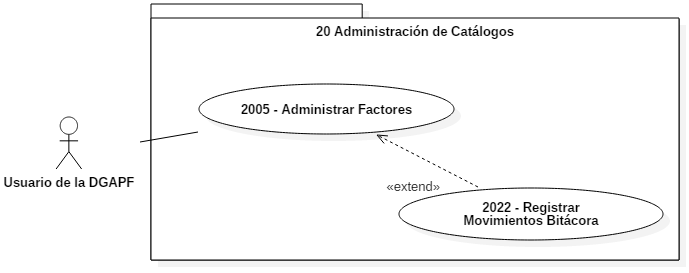 20 Administración de Catálogos
2005 - Administrar Factores
Usuario de la DGAPF
«extend»
2022 - Registrar
Movimientos Bitácora